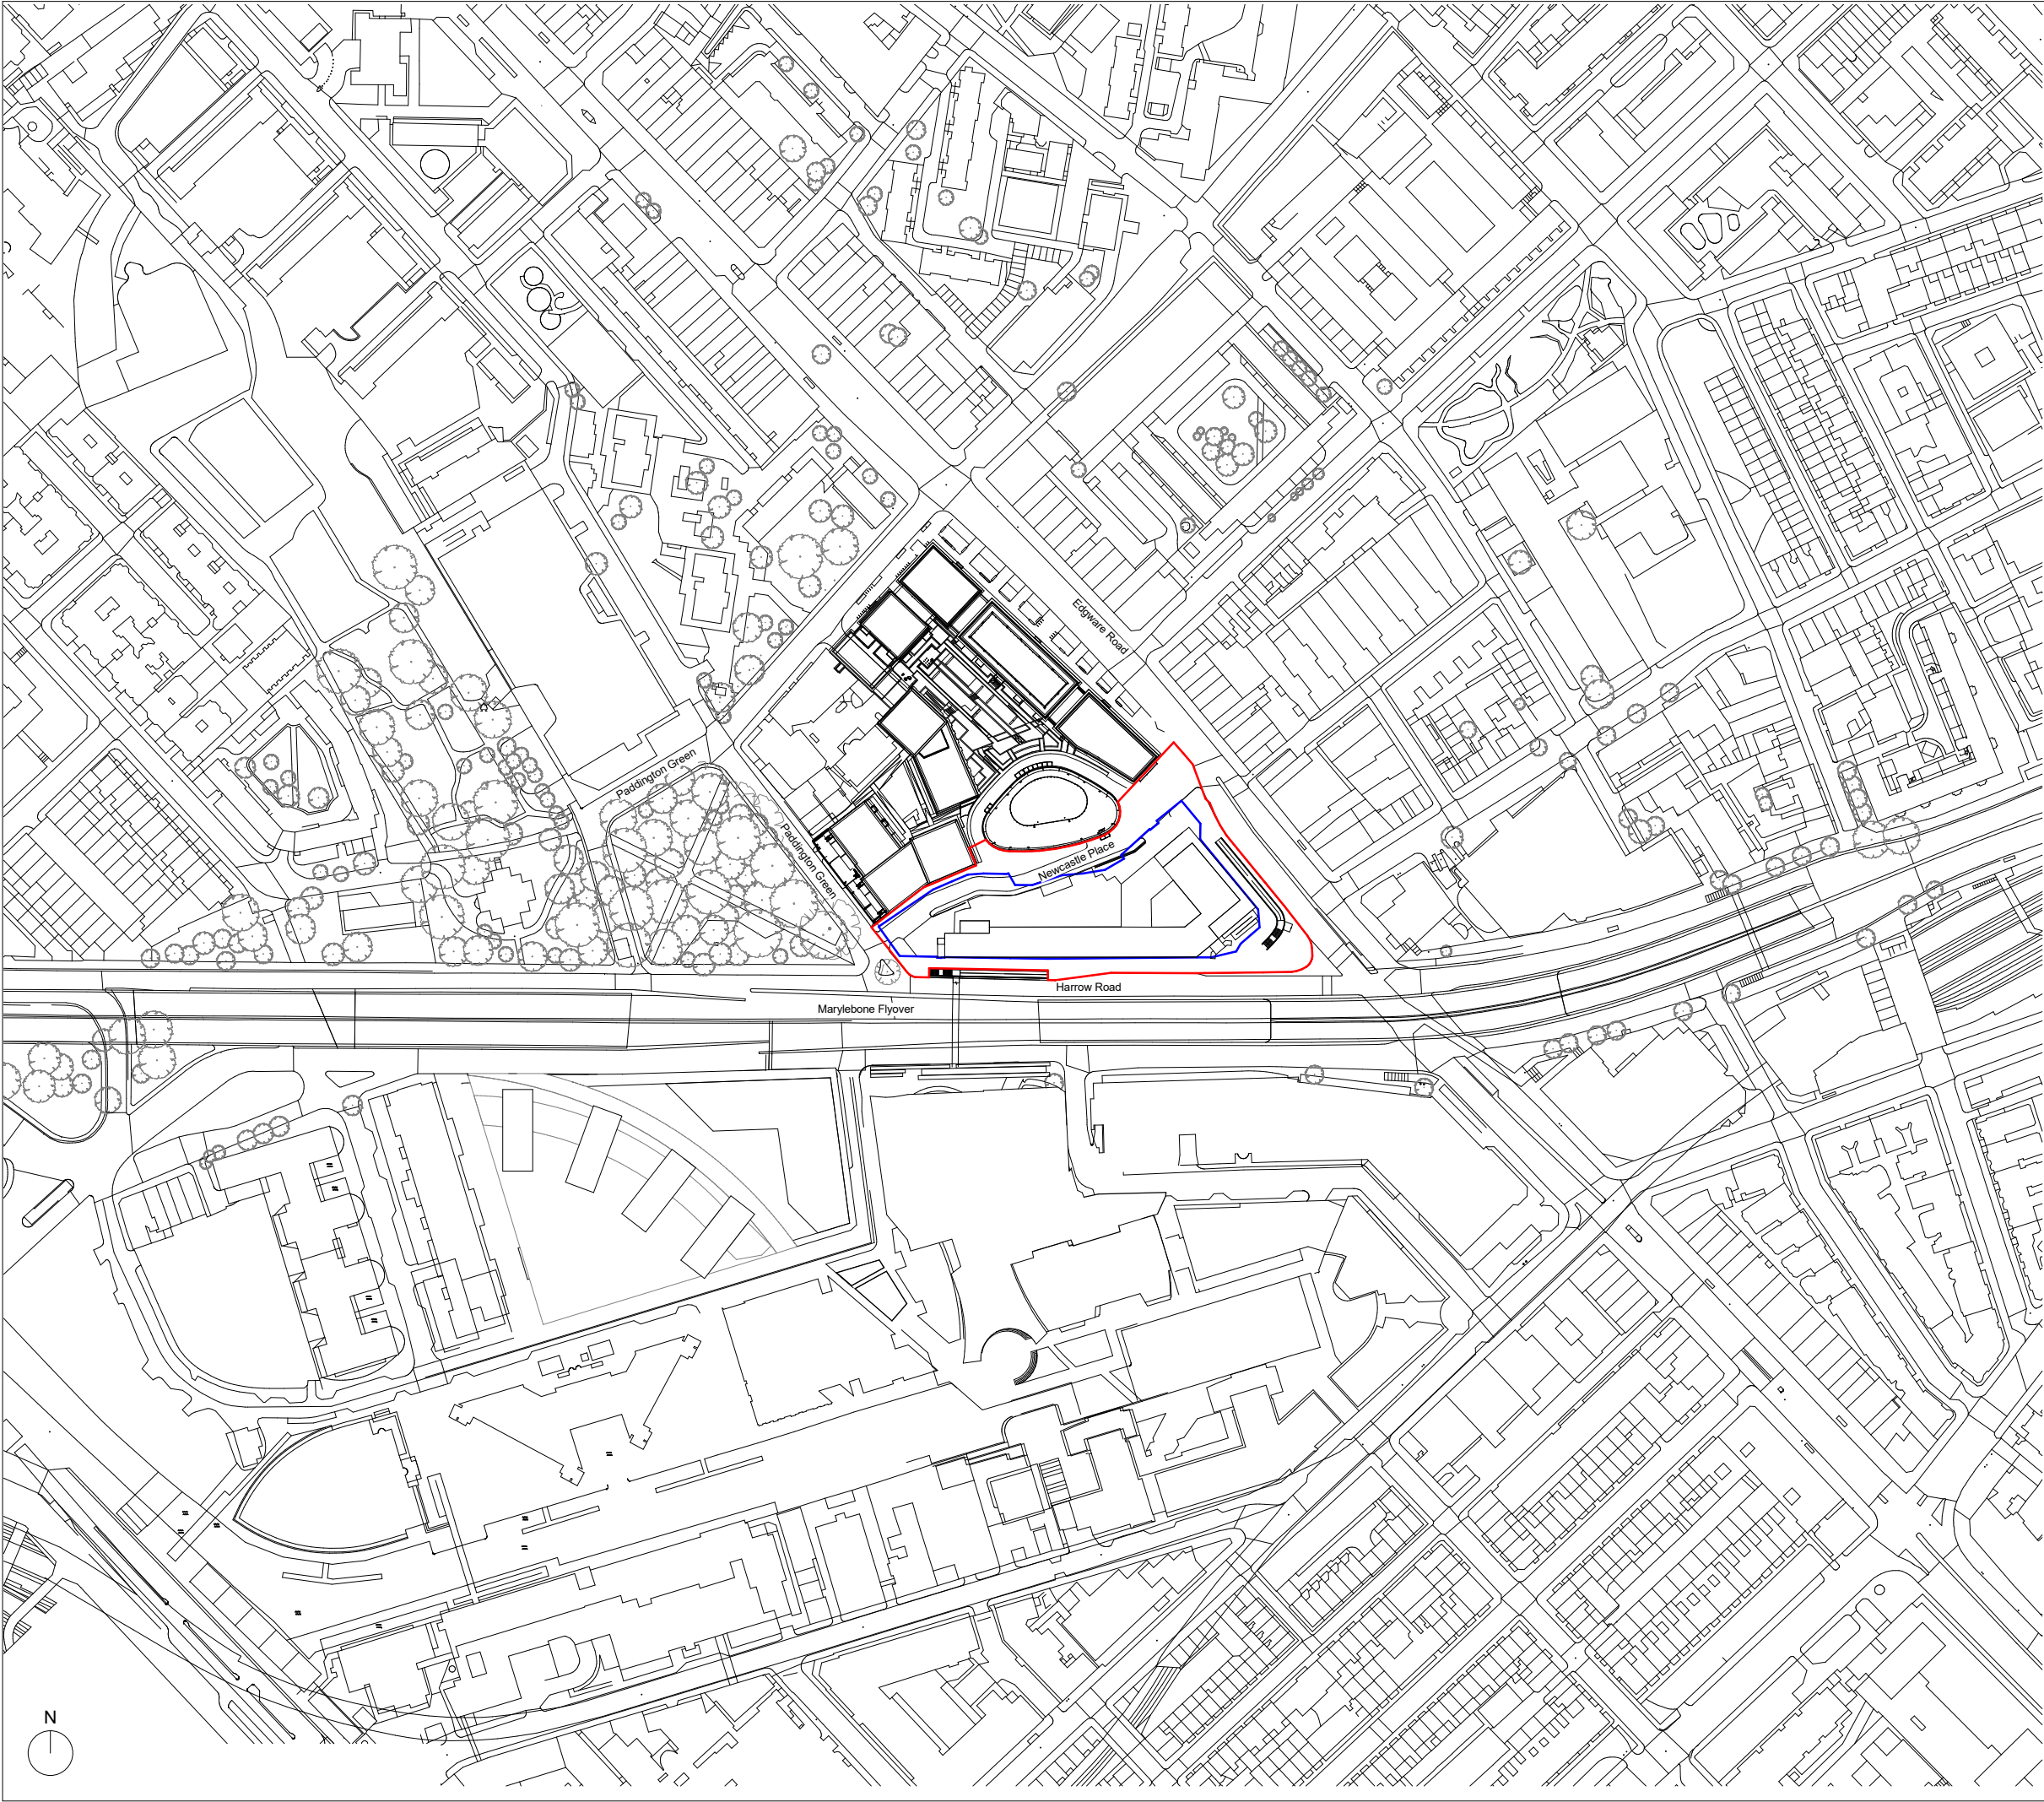 Edgware Road
Paddington Green
Paddington Green
Newcastle Place
Harrow Road
Marylebone Flyover
N